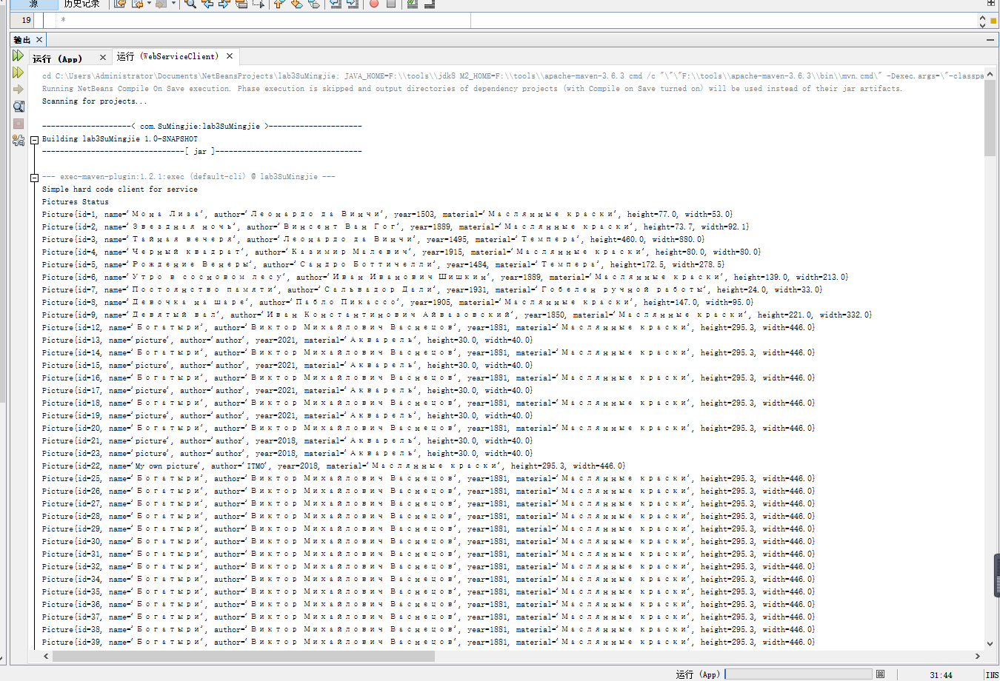 源 历史记录
19 *
输出 ×
运行 (App) × 运行 (WebServiceClient) ×
cd C:\Users\Administrator\Documents\NetBeansProjects\lab3SuMingjie; JAVA_HOME=F:\\tools\\jdk8 M2_HOME=F:\\tools\\apache-maven-3.6.3 cmd /c "\"\"F:\\tools\\apache-maven-3.6.3\\bin\\mvn.cmd\" -Dexec.args=\"-classpa
Running NetBeans Compile On Save execution. Phase execution is skipped and output directories of dependency projects (with Compile on Save turned on) will be used instead of their jar artifacts.
Scanning for projects...
--------------------< com.SuMingjie:lab3SuMingjie >---------------------
Building lab3SuMingjie 1.0-SNAPSHOT
--------------------------------[ jar ]---------------------------------
--- exec-maven-plugin:1.2.1:exec (default-cli) @ lab3SuMingjie ---
Simple hard code client for service
Pictures Status
Picture{id=1, name='Мона Лиза', author='Леонардо да Винчи', year=1503, material='Маслянные краски', height=77.0, width=53.0}
Picture{id=2, name='Звездная ночь', author='Винсент Ван Гог', year=1889, material='Маслянные краски', height=73.7, width=92.1}
Picture{id=3, name='Тайная вечеря', author='Леонардо да Винчи', year=1495, material='Темпера', height=460.0, width=880.0}
Picture{id=4, name='Черный квадрат', author='Казимир Малевич', year=1915, material='Маслянные краски', height=80.0, width=80.0}
Picture{id=5, name='Рождение Венеры', author='Сандро Боттичелли', year=1484, material='Темпера', height=172.5, width=278.5}
Picture{id=6, name='Утро в сосновом лесу', author='Иван Иванович Шишкин', year=1889, material='Маслянные краски', height=139.0, width=213.0}
Picture{id=7, name='Постоянство памяти', author='Сальвадор Дали', year=1931, material='Гобелен ручной работы', height=24.0, width=33.0}
Picture{id=8, name='Девочка на шаре', author='Пабло Пикассо', year=1905, material='Маслянные краски', height=147.0, width=95.0}
Picture{id=9, name='Девятый вал', author='Иван Константинович Айвазовский', year=1850, material='Маслянные краски', height=221.0, width=332.0}
Picture{id=12, name='Богатыри', author='Виктор Михайлович Васнецов', year=1881, material='Маслянные краски', height=295.3, width=446.0}
Picture{id=13, name='picture', author='author', year=2021, material='Акварель', height=30.0, width=40.0}
Picture{id=14, name='Богатыри', author='Виктор Михайлович Васнецов', year=1881, material='Маслянные краски', height=295.3, width=446.0}
Picture{id=15, name='picture', author='author', year=2021, material='Акварель', height=30.0, width=40.0}
Picture{id=16, name='Богатыри', author='Виктор Михайлович Васнецов', year=1881, material='Маслянные краски', height=295.3, width=446.0}
Picture{id=17, name='picture', author='author', year=2021, material='Акварель', height=30.0, width=40.0}
Picture{id=18, name='Богатыри', author='Виктор Михайлович Васнецов', year=1881, material='Маслянные краски', height=295.3, width=446.0}
Picture{id=19, name='picture', author='author', year=2021, material='Акварель', height=30.0, width=40.0}
Picture{id=20, name='Богатыри', author='Виктор Михайлович Васнецов', year=1881, material='Маслянные краски', height=295.3, width=446.0}
Picture{id=21, name='picture', author='author', year=2018, material='Акварель', height=30.0, width=40.0}
Picture{id=23, name='picture', author='author', year=2018, material='Акварель', height=30.0, width=40.0}
Picture{id=22, name='My own picture', author='ITMO', year=2018, material='Маслянные краски', height=295.3, width=446.0}
Picture{id=25, name='Богатыри', author='Виктор Михайлович Васнецов', year=1881, material='Маслянные краски', height=295.3, width=446.0}
Picture{id=26, name='Богатыри', author='Виктор Михайлович Васнецов', year=1881, material='Маслянные краски', height=295.3, width=446.0}
Picture{id=27, name='Богатыри', author='Виктор Михайлович Васнецов', year=1881, material='Маслянные краски', height=295.3, width=446.0}
Picture{id=28, name='Богатыри', author='Виктор Михайлович Васнецов', year=1881, material='Маслянные краски', height=295.3, width=446.0}
Picture{id=29, name='Богатыри', author='Виктор Михайлович Васнецов', year=1881, material='Маслянные краски', height=295.3, width=446.0}
Picture{id=30, name='Богатыри', author='Виктор Михайлович Васнецов', year=1881, material='Маслянные краски', height=295.3, width=446.0}
Picture{id=31, name='Богатыри', author='Виктор Михайлович Васнецов', year=1881, material='Маслянные краски', height=295.3, width=446.0}
Picture{id=32, name='Богатыри', author='Виктор Михайлович Васнецов', year=1881, material='Маслянные краски', height=295.3, width=446.0}
Picture{id=34, name='Богатыри', author='Виктор Михайлович Васнецов', year=1881, material='Маслянные краски', height=295.3, width=446.0}
Picture{id=35, name='Богатыри', author='Виктор Михайлович Васнецов', year=1881, material='Маслянные краски', height=295.3, width=446.0}
Picture{id=36, name='Богатыри', author='Виктор Михайлович Васнецов', year=1881, material='Маслянные краски', height=295.3, width=446.0}
Picture{id=37, name='Богатыри', author='Виктор Михайлович Васнецов', year=1881, material='Маслянные краски', height=295.3, width=446.0}
Picture{id=38, name='Богатыри', author='Виктор Михайлович Васнецов', year=1881, material='Маслянные краски', height=295.3, width=446.0}
Picture{id=39, name='Богатыри', author='Виктор Михайлович Васнецов', year=1881, material='Маслянные краски', height=295.3, width=446.0}
运行 (App) 31:44 INS